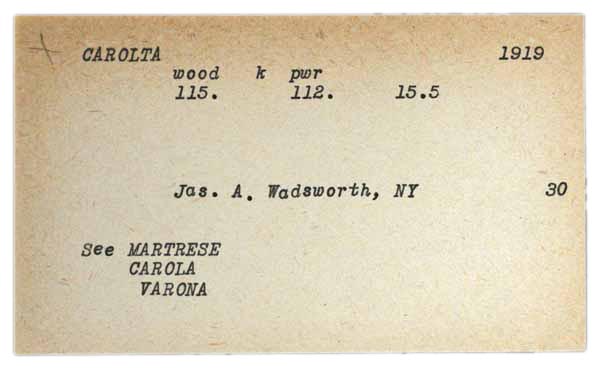 CAROLTA 1919
wood k pwr
115. 112. 15.5
Jas. A. Wadsworth, NY 30
See MARTRESE
CAROLA
VARONA